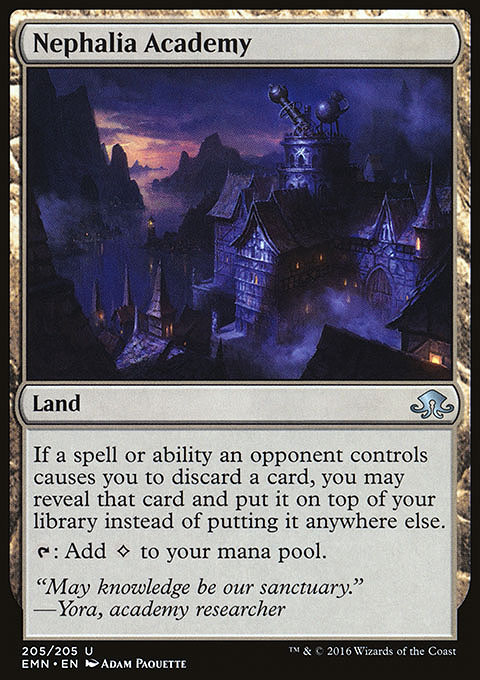 Nephalia Academy
Land
If a spell or ability an opponent controls
causes you to discard a card, you may
reveal that card and put it on top of your
library instead of putting it anywhere else.
: Add to your mana pool.
“May knowledge be our sanctuary.”
—Yora, academy researcher
205/205 U
EMN • EN Adam Paquette
™ & © 2016 Wizards of the Coast